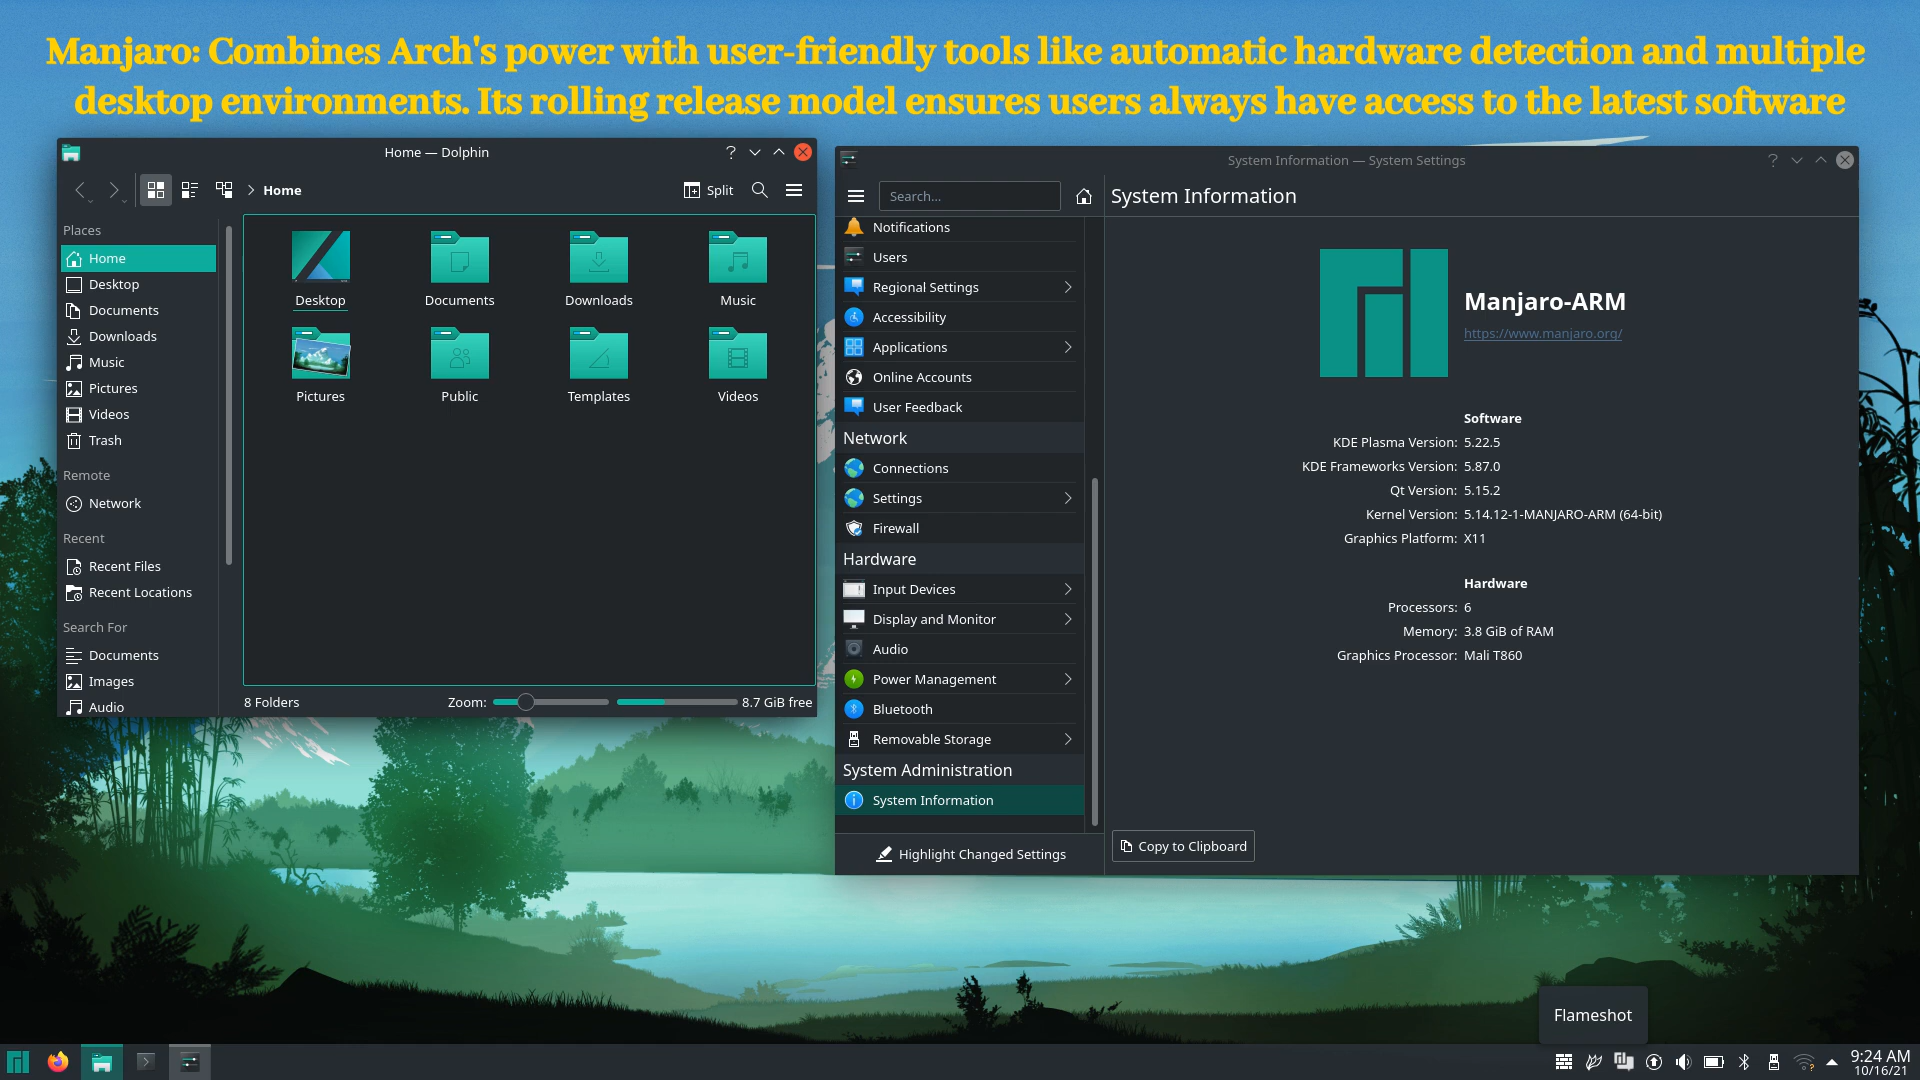 Manjaro: Combines Arch's power with user-friendly tools like automatic hardware detection and multiple
desktop environments. Its rolling release model ensures users always have access to the latest software
Home — Dolphin
Home
Split
Places
Home
Desktop
Documents
Downloads
Music
Pictures
Videos
Trash
Remote
Network
Recent
Recent Files
Recent Locations
Search For
Documents
Images
Audio
Desktop
Documents
Downloads
Music
Pictures
Public
Templates
Videos
8 Folders
Zoom:
8.7 GiB free
System Information — System Settings
Search...
System Information
Notifications
Users
Regional Settings
Accessibility
Applications
Online Accounts
User Feedback
Network
Connections
Settings
Firewall
Hardware
Input Devices
Display and Monitor
Audio
Power Management
Bluetooth
Removable Storage
System Administration
System Information
Highlight Changed Settings
Manjaro-ARM
https://www.manjaro.org/
Software
KDE Plasma Version: 5.22.5
KDE Frameworks Version: 5.87.0
Qt Version: 5.15.2
Kernel Version: 5.14.12-1-MANJARO-ARM (64-bit)
Graphics Platform: X11
Hardware
Processors: 6
Memory: 3.8 GiB of RAM
Graphics Processor: Mali T860
Copy to Clipboard
Flameshot
9:24 AM
10/16/21